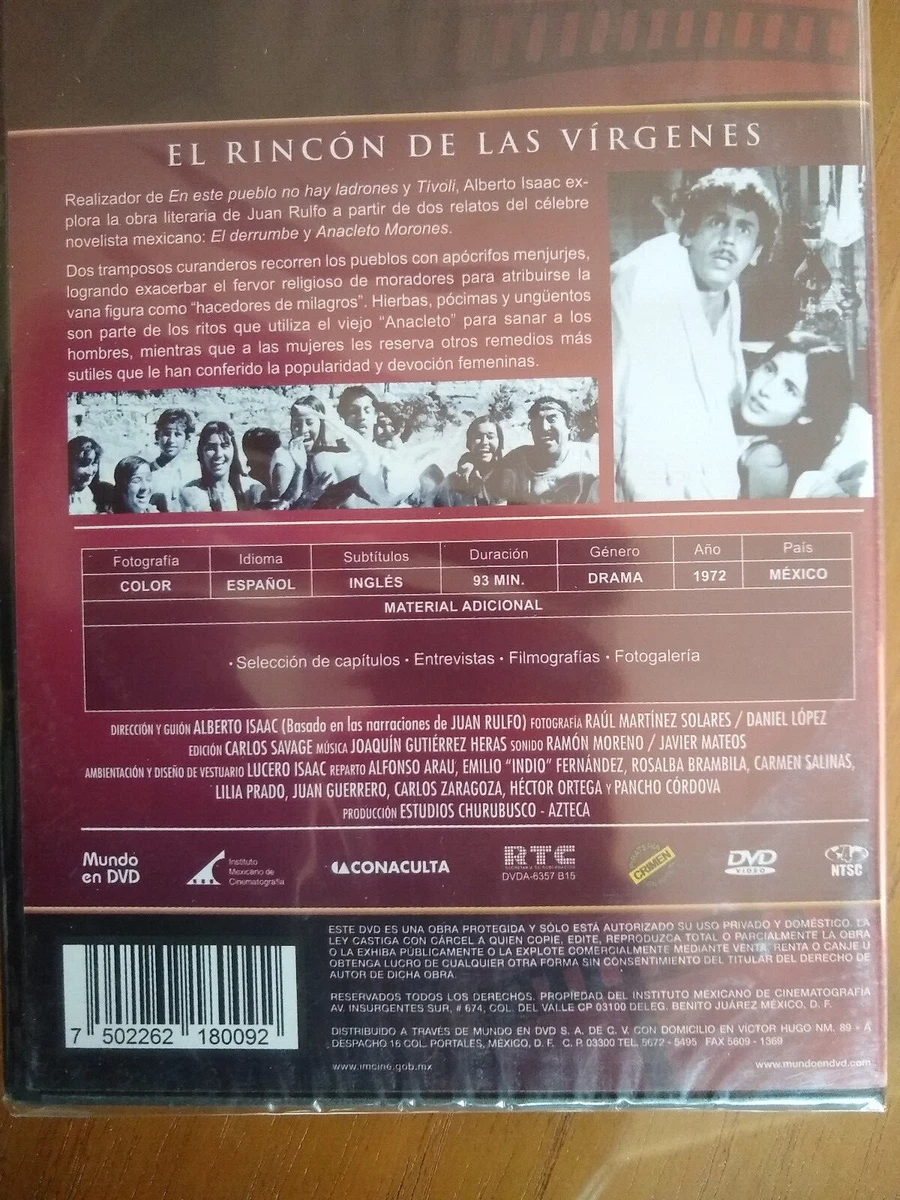 EL RINCÓN DE LAS VÍRGENES
Realizador de En este pueblo no hay ladrones y Tivoli, Alberto Isaac ex-
plora la obra literaria de Juan Rulfo a partir de dos relatos del célebre
novelista mexicano: El derrumbe y Anacleto Morones.
Dos tramposos curanderos recorren los pueblos con apócrifos menjurjes,
logrando exacerbar el fervor religioso de moradores para atribuirse la
vana figura como “hacedores de milagros”. Hierbas, pócimas y ungüentos
son parte de los ritos que utiliza el viejo “Anacleto” para sanar a los
hombres, mientras que a las mujeres les reserva otros remedios más
sutiles que le han conferido la popularidad y devoción femeninas.
Fotografía Idioma Subtítulos Duración Género Año País
COLOR ESPAÑOL INGLÉS 93 MIN. DRAMA 1972 MÉXICO
MATERIAL ADICIONAL
• Selección de capítulos • Entrevistas • Filmografías • Fotogalería
DIRECCIÓN Y GUIÓN ALBERTO ISAAC (Basado en las narraciones de JUAN RULFO) FOTOGRAFÍA RAÚL MARTÍNEZ SOLARES / DANIEL LÓPEZ
EDICIÓN CARLOS SAVAGE MÚSICA JOAQUÍN GUTIÉRREZ HERAS SONIDO RAMÓN MORENO / JAVIER MATEOS
AMBIENTACIÓN Y DISEÑO DE VESTUARIO LUCERO ISAAC REPARTO ALFONSO ARAU, EMILIO “INDIO” FERNÁNDEZ, ROSALBA BRAMBILA, CARMEN SALINAS,
LILIA PRADO, JUAN GUERRERO, CARLOS ZARAGOZA, HÉCTOR ORTEGA Y PANCHO CÓRDOVA
PRODUCCIÓN ESTUDIOS CHURUBUSCO - AZTECA
Mundo
en DVD
Instituto
Mexicano de
Cinematografía
CONACULTA
RTC
DVDA-6357 B15
CRIMEN
DVD
VIDEO
NTSC
ESTE DVD ES UNA OBRA PROTEGIDA Y SÓLO ESTÁ AUTORIZADO SU USO PRIVADO Y DOMÉSTICO. LA
LEY CASTIGA CON CÁRCEL A QUIEN COPIE, EDITE, REPRODUZCA TOTAL O PARCIALMENTE LA OBRA
O LA EXHIBA PÚBLICAMENTE O LA EXPLOTE COMERCIALMENTE MEDIANTE VENTA, RENTA O CANJE U
OBTENGA LUCRO DE CUALQUIER OTRA FORMA SIN CONSENTIMIENTO DEL TITULAR DEL DERECHO DE
AUTOR DE DICHA OBRA.
RESERVADOS TODOS LOS DERECHOS. PROPIEDAD DEL INSTITUTO MEXICANO DE CINEMATOGRAFÍA
AV. INSURGENTES SUR, # 674, COL. DEL VALLE CP 03100 DELEG. BENITO JUÁREZ MÉXICO, D. F.
DISTRIBUIDO A TRAVÉS DE MUNDO EN DVD S. A. DE C. V. CON DOMICILIO EN VICTOR HUGO NM. 89 - A
DESPACHO 16 COL. PORTALES, MÉXICO, D. F. C. P. 03300 TEL. 5672 - 5495 FAX 5609 - 1369
www.imcine.gob.mx www.mundoendvd.com
7 502262 180092